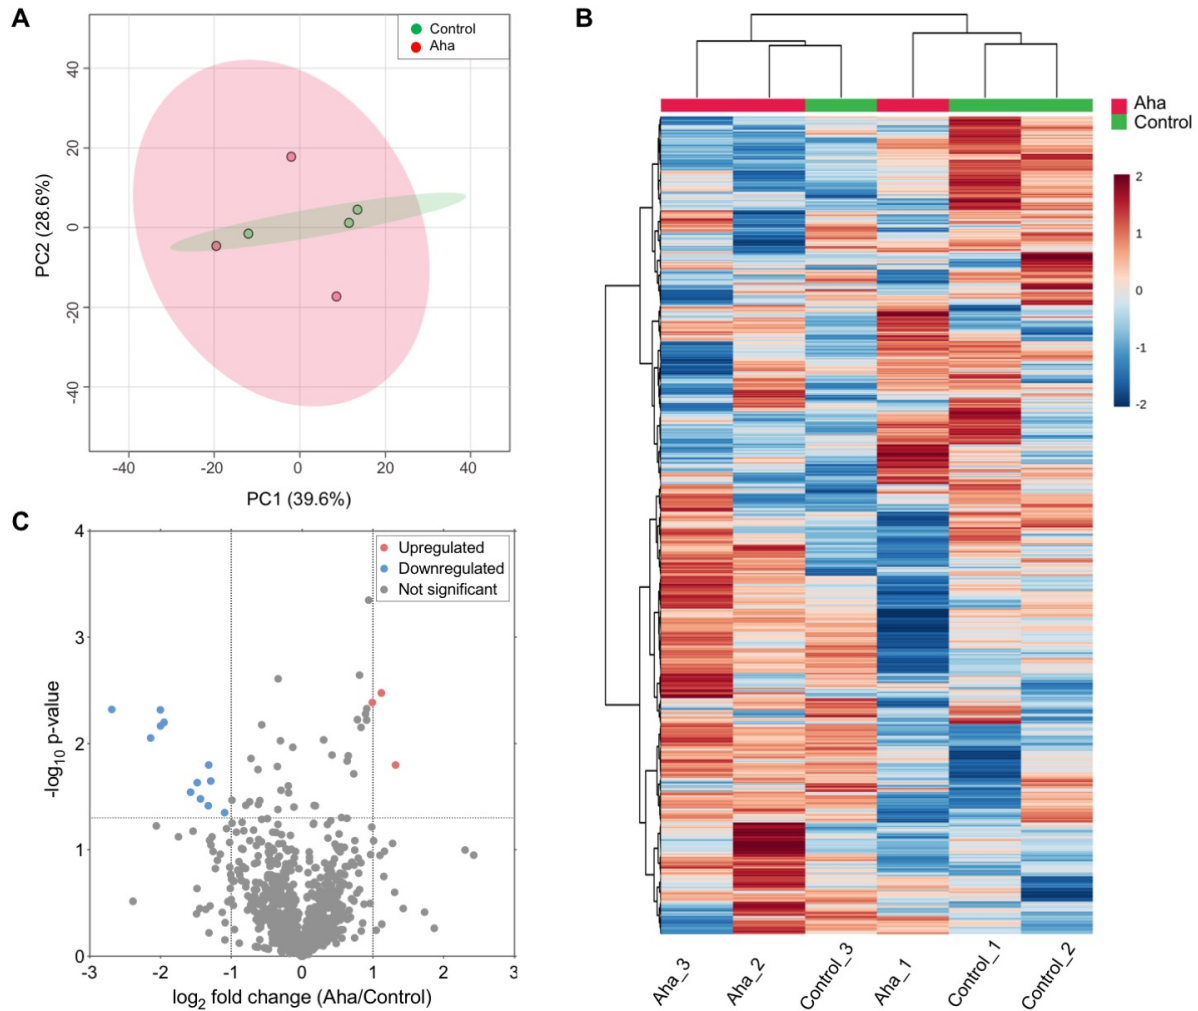 A
Control
Aha
40
20
0
-20
-40
PC2 (28.6%)
-40
-20
0
20
40
PC1 (39.6%)
B
Aha
Control
2
1
0
-1
-2
Aha_3
Aha_2
Control_3
Aha_1
Control_1
Control_2
C
Upregulated
Downregulated
Not significant
4
3
2
1
0
-log10 p-value
-3
-2
-1
0
1
2
3
log2 fold change (Aha/Control)